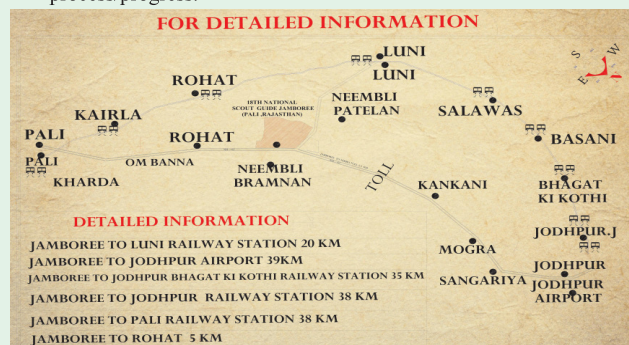 FOR DETAILED INFORMATION
LUNI
LUNI
S
W
E
ROHAT
18TH NATIONAL
SCOUT GUIDE JAMBOREE
(PALI ,RAJASTHAN)
NEEMBLI
PATELAN
SALAWAS
KAIRLA
PALI
ROHAT
BASANI
PALI
OM BANNA
KHARDA
NEEMBLI
BRAMNAN
TOLL
KANKANI
BHAGAT
KI KOTHI
DETAILED INFORMATION
JODHPUR.J
JAMBOREE TO LUNI RAILWAY STATION 20 KM
MOGRA
JAMBOREE TO JODHPUR AIRPORT 39KM
JAMBOREE TO JODHPUR BHAGAT KI KOTHI RAILWAY STATION 35 KM
SANGARIYA
JODHPUR
JODHPUR
AIRPORT
JAMBOREE TO JODHPUR RAILWAY STATION 38 KM
JAMBOREE TO PALI RAILWAY STATION 38 KM
JAMBOREE TO ROHAT 5 KM